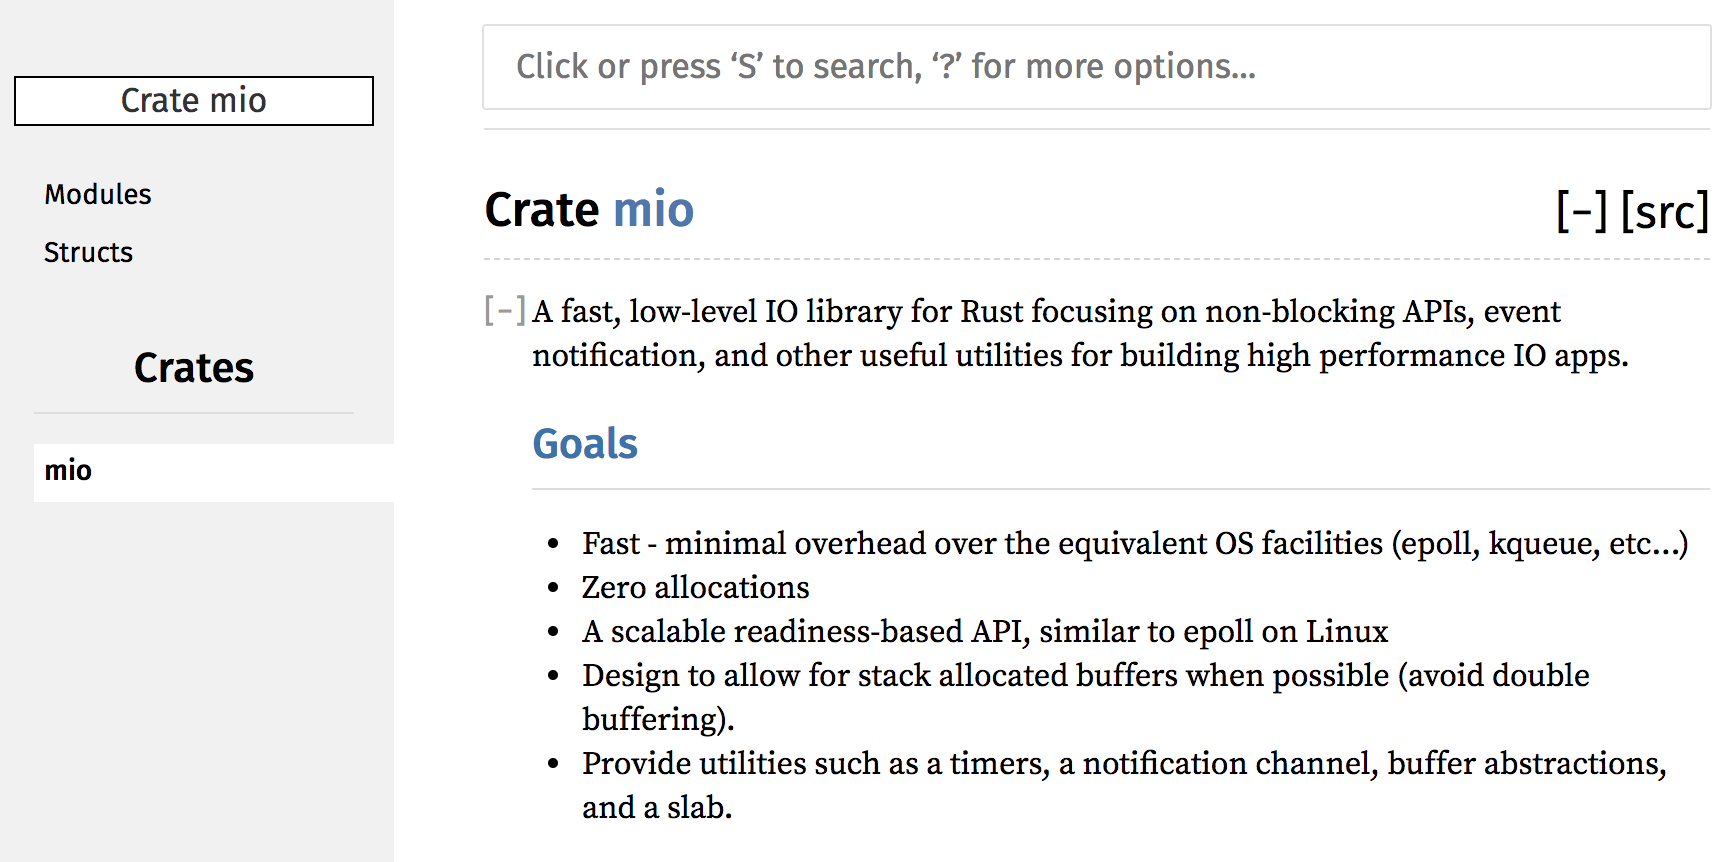 Crate mio
Modules
Structs
Crates
mio
Click or press ‘S’ to search, ‘?’ for more options...
Crate mio
[-] [src]
[-] A fast, low-level IO library for Rust focusing on non-blocking APIs, event
notification, and other useful utilities for building high performance IO apps.
Goals
• Fast - minimal overhead over the equivalent OS facilities (epoll, kqueue, etc...)
• Zero allocations
• A scalable readiness-based API, similar to epoll on Linux
• Design to allow for stack allocated buffers when possible (avoid double
buffering).
• Provide utilities such as a timers, a notification channel, buffer abstractions,
and a slab.